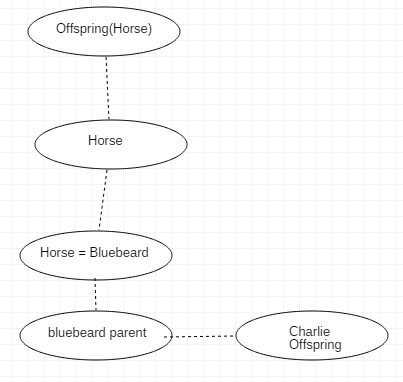 Offspring(Horse)
Horse
Horse = Bluebeard
bluebeard parent
Charlie
Offspring